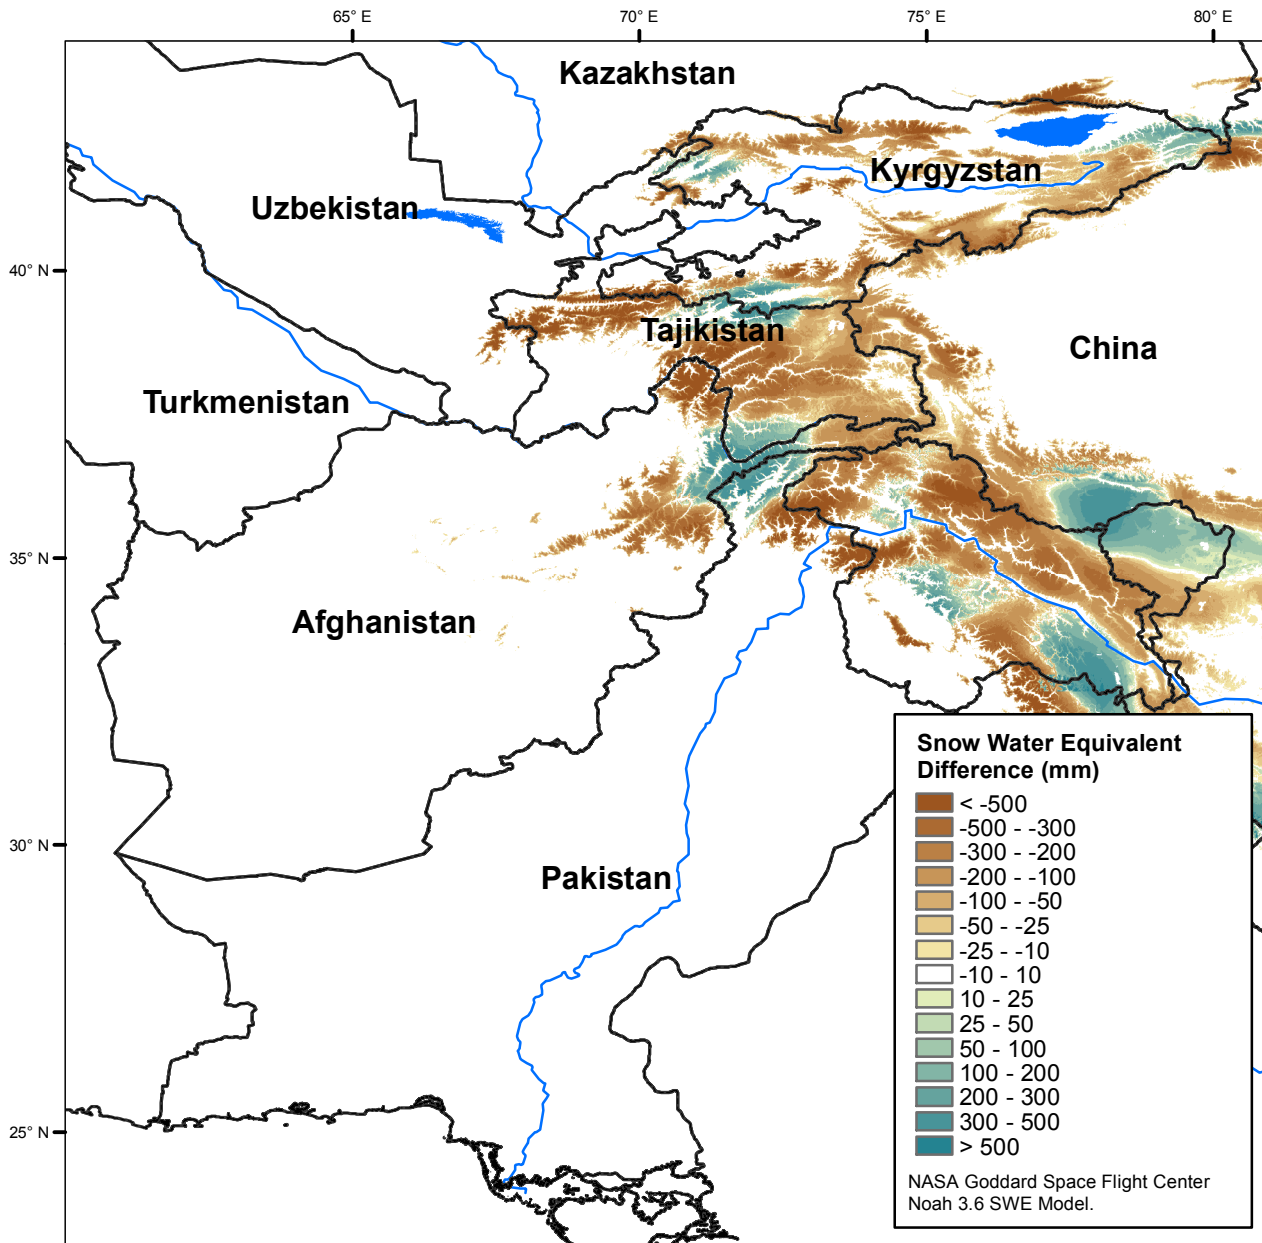 65° E
70° E
75° E
80° E
Kazakhstan
Kyrgyzstan
Uzbekistan
40° N
Tajikistan
China
Turkmenistan
35° N
Afghanistan
Snow Water Equivalent
Difference (mm)
< -500
-500 - -300
-300 - -200
-200 - -100
-100 - -50
-50 - -25
-25 - -10
-10 - 10
10 - 25
25 - 50
50 - 100
100 - 200
200 - 300
300 - 500
> 500
NASA Goddard Space Flight Center
Noah 3.6 SWE Model.
30° N
Pakistan
25° N